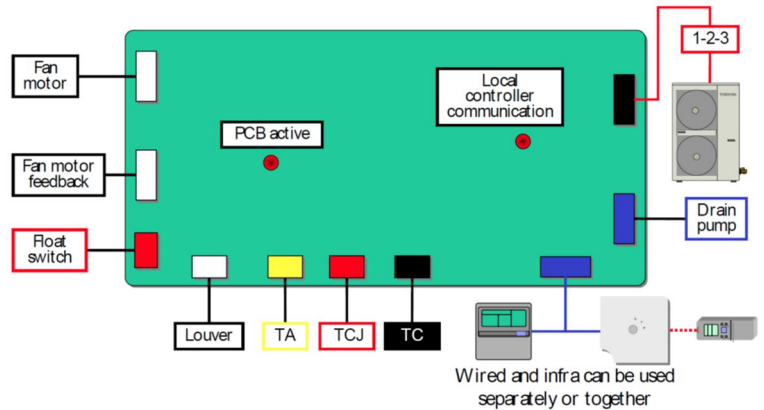 1-2-3
Fan
motor
Local
controller
communication
PCB active
Fan motor
feedback
Drain
pump
Float
switch
Louver
TA
TCJ
TC
Wired and infra can be used
separately or together